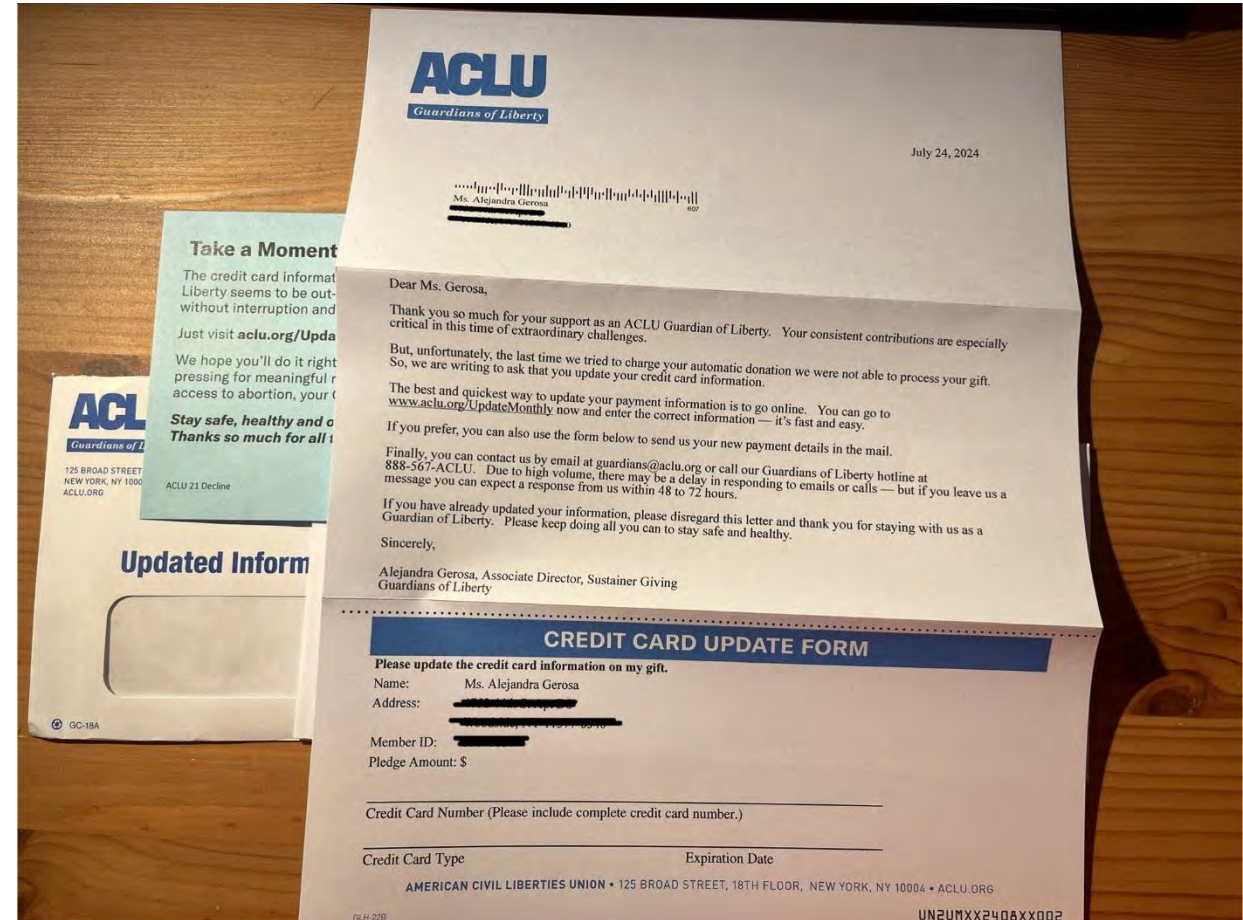 ACLU
Guardians of Liberty
July 24, 2024
Ms. Alejandra Gerosa
607
Dear Ms. Gerosa,
Thank you so much for your support as an ACLU Guardian of Liberty. Your consistent contributions are especially
critical in this time of extraordinary challenges.
But, unfortunately, the last time we tried to charge your automatic donation we were not able to process your gift.
So, we are writing to ask that you update your credit card information.
The best and quickest way to update your payment information is to go online. You can go to
www.aclu.org/UpdateMonthly now and enter the correct information — it's fast and easy.
If you prefer, you can also use the form below to send us your new payment details in the mail.
Finally, you can contact us by email at guardians@aclu.org or call our Guardians of Liberty hotline at
888-567-ACLU. Due to high volume, there may be a delay in responding to emails or calls — but if you leave us a
message you can expect a response from us within 48 to 72 hours.
If you have already updated your information, please disregard this letter and thank you for staying with us as a
Guardian of Liberty. Please keep doing all you can to stay safe and healthy.
Sincerely,
Alejandra Gerosa, Associate Director, Sustainer Giving
Guardians of Liberty
CREDIT CARD UPDATE FORM
Please update the credit card information on my gift.
Name: Ms. Alejandra Gerosa
Address:
Member ID:
Pledge Amount: $
Credit Card Number (Please include complete credit card number.)
Credit Card Type Expiration Date
AMERICAN CIVIL LIBERTIES UNION • 125 BROAD STREET, 18TH FLOOR, NEW YORK, NY 10004 • ACLU.ORG
GLH-22B
UN2UMXX2408XX002
Take a Moment
The credit card informat
Liberty seems to be out-
without interruption and
Just visit aclu.org/Upda
We hope you'll do it right
pressing for meaningful r
access to abortion, your
Stay safe, healthy and o
Thanks so much for all
ACLU 21 Decline
ACL
Guardians of L
125 BROAD STREET
NEW YORK, NY 1000
ACLU.ORG
Updated Inform
GC-18A